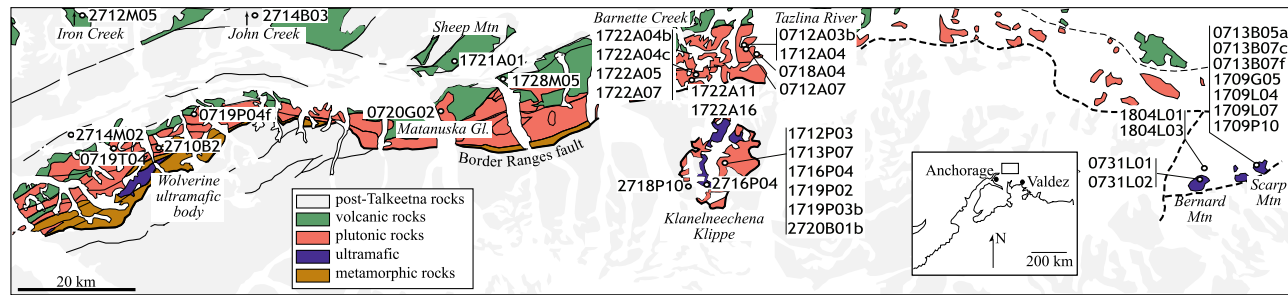 2712M05
Iron Creek
2714B03
John Creek
Sheep Mtn
1721A01
1728M05
0720G02
Matanuska Gl.
Border Ranges fault
0719P04f
2714M02
0719T04
2710B2
Wolverine
ultramafic
body
post-Talkeetna rocks
volcanic rocks
plutonic rocks
ultramafic
metamorphic rocks
20 km
Barnette Creek
1722A04b
1722A04c
1722A05
1722A07
1722A11
1722A16
Tazlina River
0712A03b
1712A04
0718A04
0712A07
1712P03
1713P07
1716P04
1719P02
1719P03b
2720B01b
2718P10
2716P04
Klanelneechena
Klippe
0713B05a
0713B07c
0713B07f
1709G05
1709L04
1709L07
1709P10
1804L01
1804L03
0731L01
0731L02
Bernard
Mtn
Scarp
Mtn
Anchorage
Valdez
N
200 km